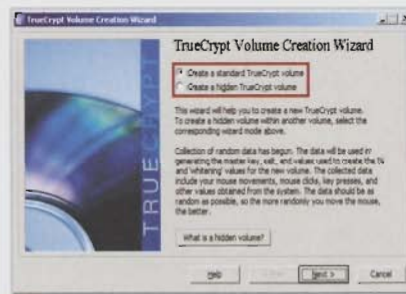 TrueCrypt Volume Creation Wizard
TrueCrypt Volume Creation Wizard
Create a standard TrueCrypt volume
Create a hidden TrueCrypt volume
This wizard will help you to create a new TrueCrypt volume.
To create a hidden volume within another volume, select the
corresponding wizard mode above.
Collection of random data has begun. The data will be used in
generating the master key, salt, and values used to create the IV
and 'whitening' values for the new volume. The collected data
include your mouse movements, mouse clicks, key presses, and
other values obtained from the system. The data should be as
random as possible, so the more randomly you move the mouse,
the better.
What is a hidden volume?
TRUECRYPT
Help
Next >
Cancel